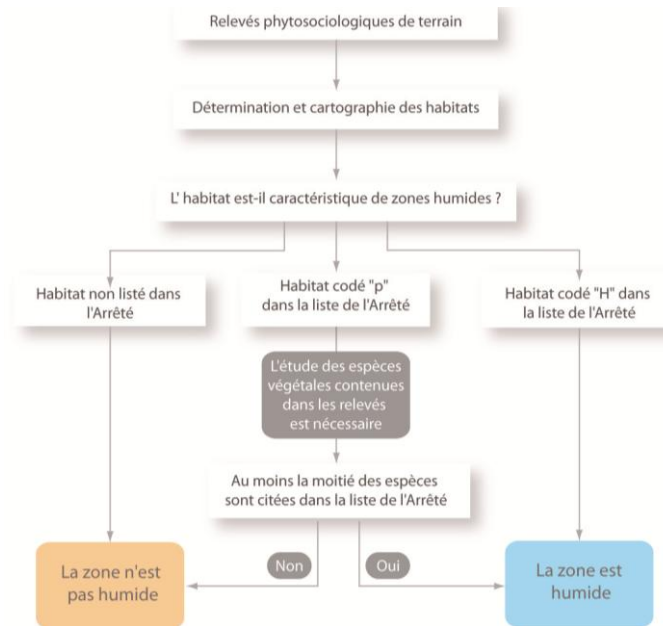 Relevés phytosociologiques de terrain
Détermination et cartographie des habitats
L' habitat est-il caractéristique de zones humides ?
Habitat non listé dans
l'Arrêté
Habitat codé "p"
dans la liste de l'Arrêté
Habitat codé "H" dans
la liste de l'Arrêté
L'étude des espèces
végétales contenues
dans les relevés
est nécessaire
Au moins la moitié des espèces
sont citées dans la liste de l'Arrêté
Non
Oui
La zone n'est
pas humide
La zone est
humide